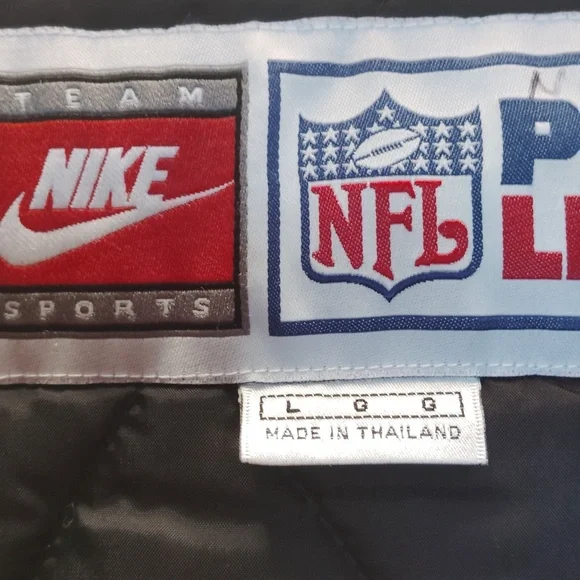 TEAM
NIKE
SPORTS
NFL
L G G
MADE IN THAILAND